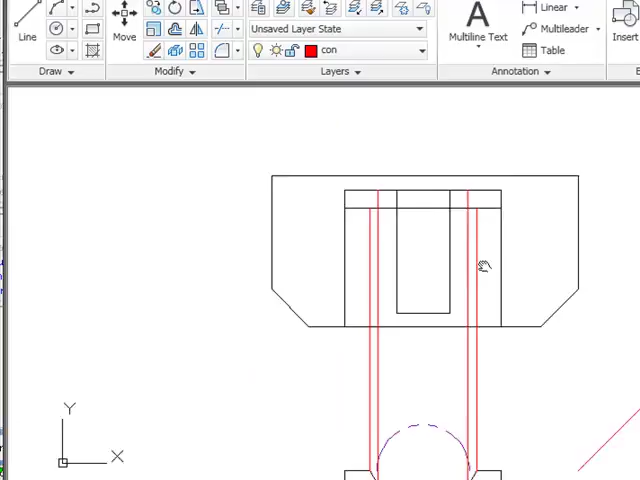 Line
Move
Unsaved Layer State
con
A
Multiline Text
Linear
Multileader
Table
Insert
Draw
Modify
Layers
Annotation
Y
X